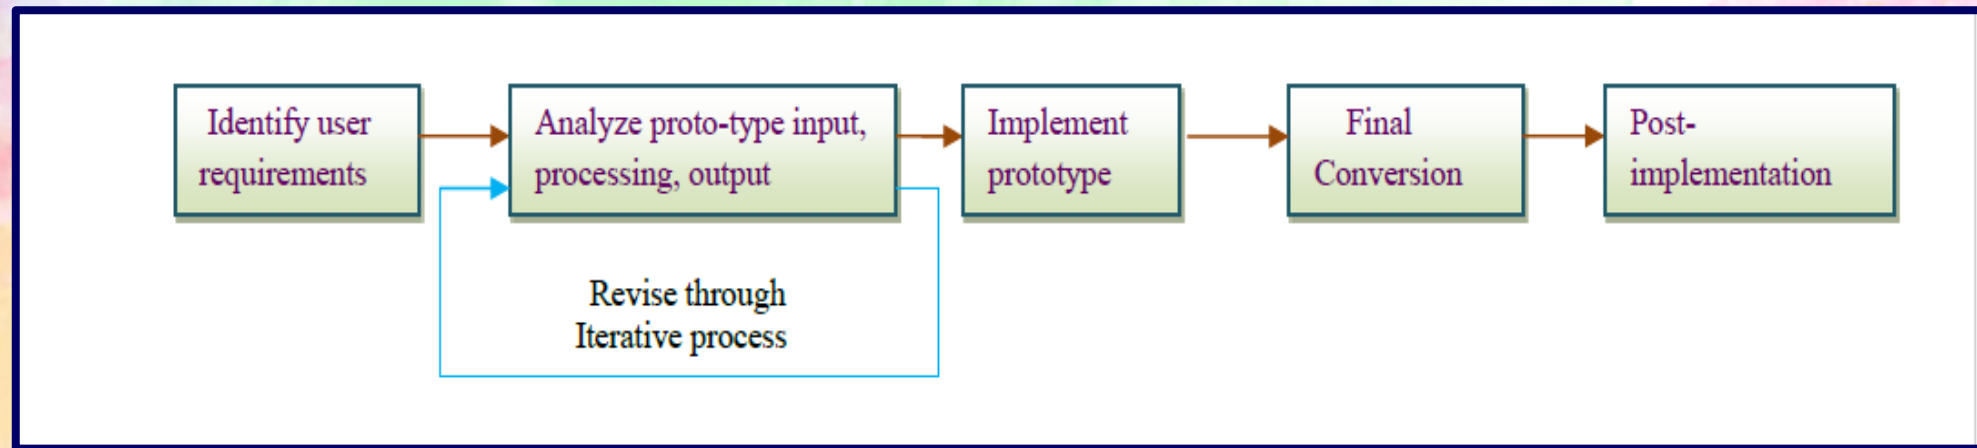 Identify user
requirements
Analyze proto-type input,
processing, output
Implement
prototype
Final
Conversion
Post-
implementation
Revise through
Iterative process